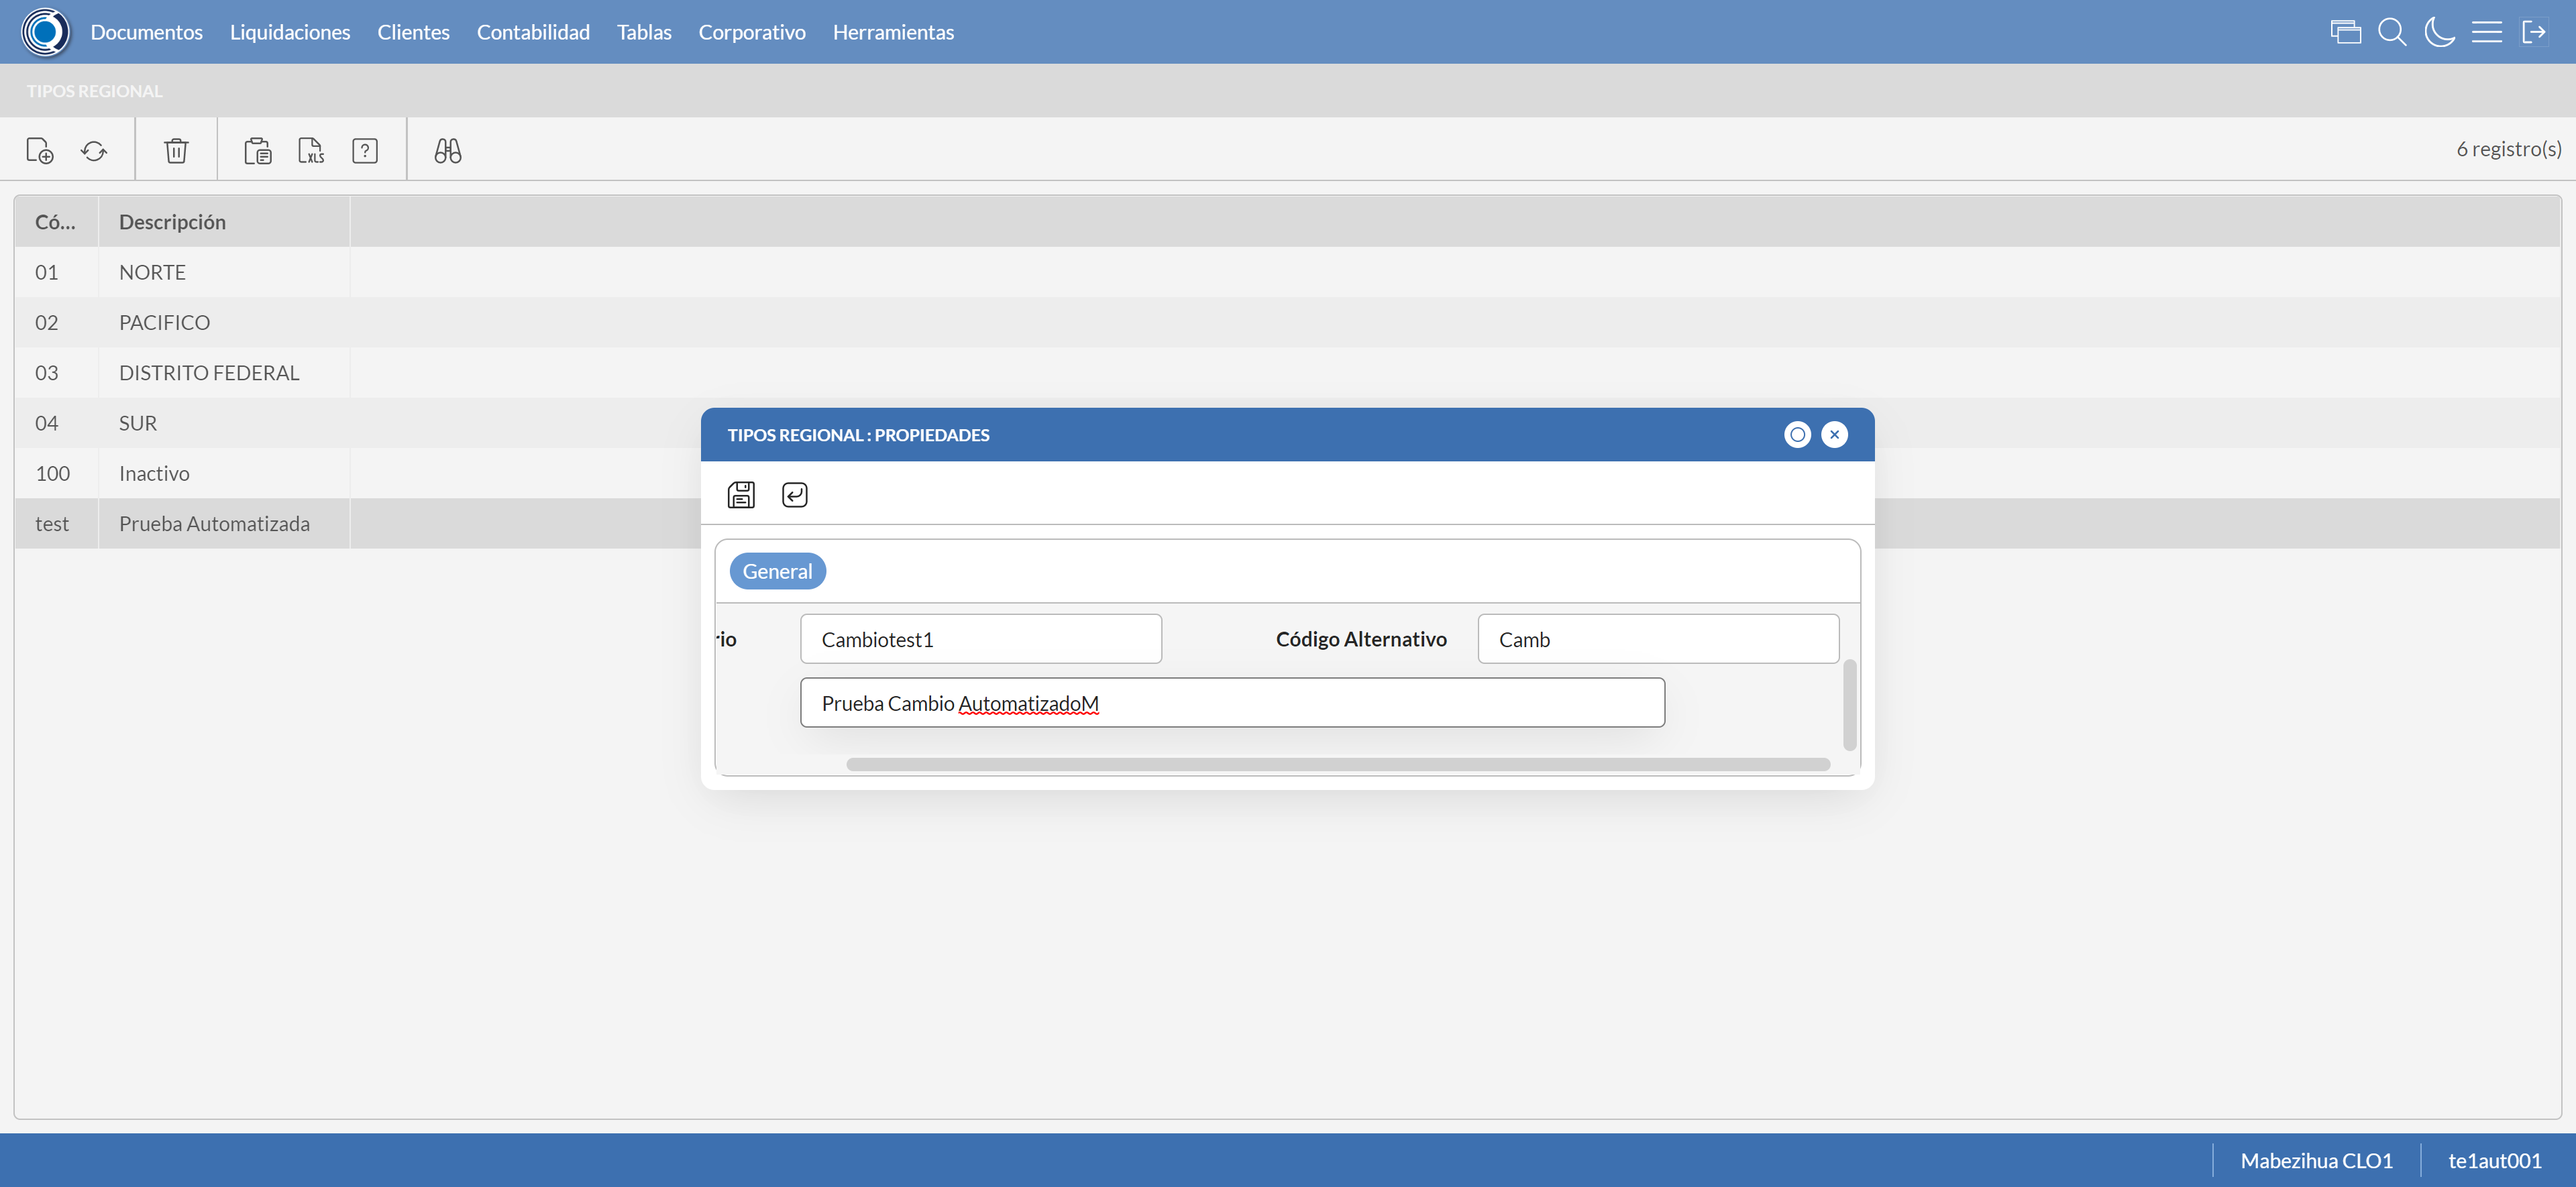 Documentos Liquidaciones Clientes Contabilidad Tablas Corporativo Herramientas
TIPOS REGIONAL
XLS ? 6 registro(s)
Có... Descripción
01 NORTE
02 PACIFICO
03 DISTRITO FEDERAL
04 SUR
100 Inactivo
test Prueba Automatizada
TIPOS REGIONAL : PROPIEDADES
General
rio Cambiotest1 Código Alternativo Camb
Prueba Cambio AutomatizadoM
Mabezihua CLO1 te1aut001